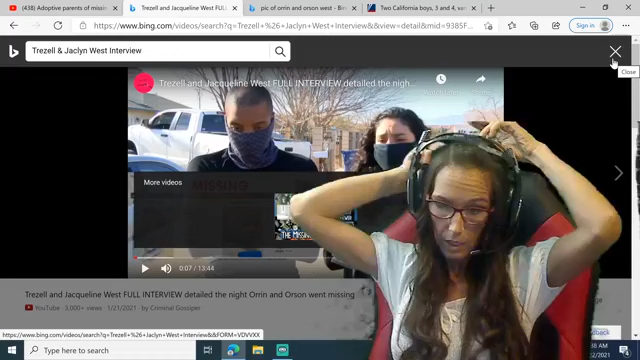 (438) Adoptive parents of missin
Trezell and Jacqueline West FULL
pic of orrin and orson west - Bin
Two California boys, 3 and 4, van
https://www.bing.com/videos/search?q=Trezell+%26+Jaclyn+West+Interview&&view=detail&mid=9385F
Sign in
Trezell & Jaclyn West Interview
Close
Trezell and Jacqueline West FULL INTERVIEW detailed the night...
More videos
MISSING
THE MISSING
0:07 / 13:44
Trezell and Jacqueline West FULL INTERVIEW detailed the night Orrin and Orson went missing
YouTube · 3,000+ views · 1/21/2021 · by Criminal Gossiper
https://www.bing.com/videos/search?q=Trezell+%26+Jaclyn+West+Interview&&FORM=VDVVXX
Type here to search